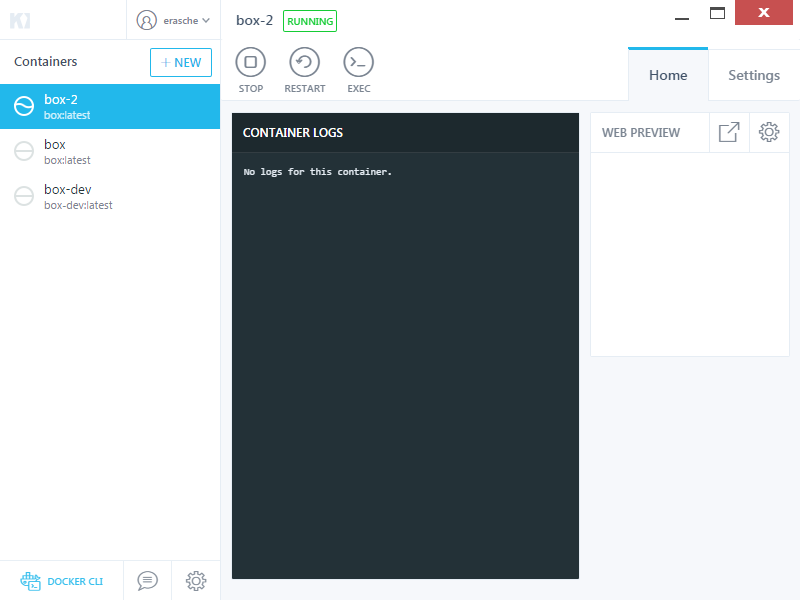 erasche
Containers
+ NEW
box-2
box:latest
box
box:latest
box-dev
box-dev:latest
DOCKER CLI
box-2 RUNNING
STOP RESTART EXEC
Home Settings
CONTAINER LOGS
No logs for this container.
WEB PREVIEW